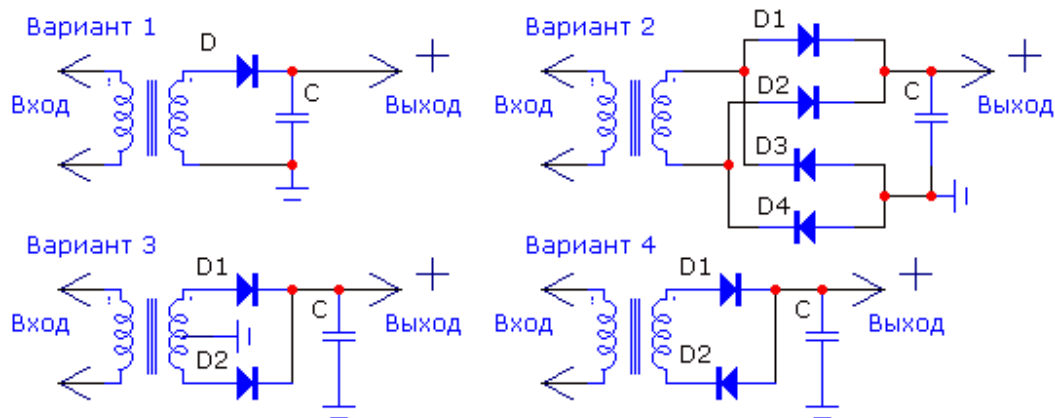 Вариант 1
D
+
Вход
C
Выход
Вариант 2
D1
+
D2
C
Вход
Выход
D3
D4
Вариант 3
D1
+
C
Вход
Выход
D2
Вариант 4
D1
+
C
Вход
Выход
D2